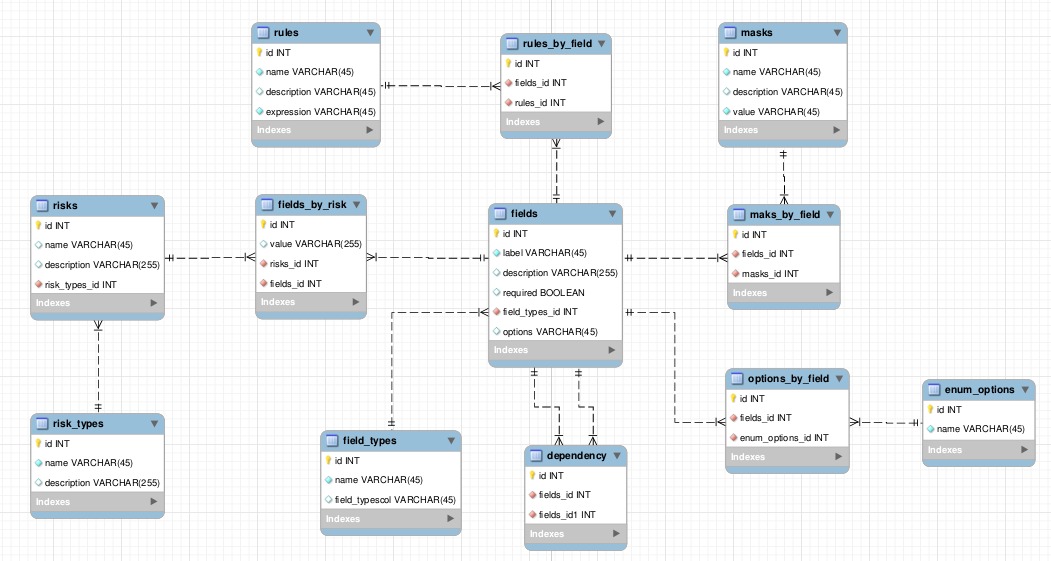 rules
id INT
name VARCHAR(45)
description VARCHAR(45)
expression VARCHAR(45)
Indexes
rules_by_field
id INT
fields_id INT
rules_id INT
Indexes
masks
id INT
name VARCHAR(45)
description VARCHAR(45)
value VARCHAR(45)
Indexes
risks
id INT
name VARCHAR(45)
description VARCHAR(255)
risk_types_id INT
Indexes
fields_by_risk
id INT
value VARCHAR(255)
risks_id INT
fields_id INT
Indexes
fields
id INT
label VARCHAR(45)
description VARCHAR(255)
required BOOLEAN
field_types_id INT
options VARCHAR(45)
Indexes
maks_by_field
id INT
fields_id INT
masks_id INT
Indexes
risk_types
id INT
name VARCHAR(45)
description VARCHAR(255)
Indexes
field_types
id INT
name VARCHAR(45)
field_typescol VARCHAR(45)
Indexes
dependency
id INT
fields_id INT
fields_id1 INT
Indexes
options_by_field
id INT
fields_id INT
enum_options_id INT
Indexes
enum_options
id INT
name VARCHAR(45)
Indexes